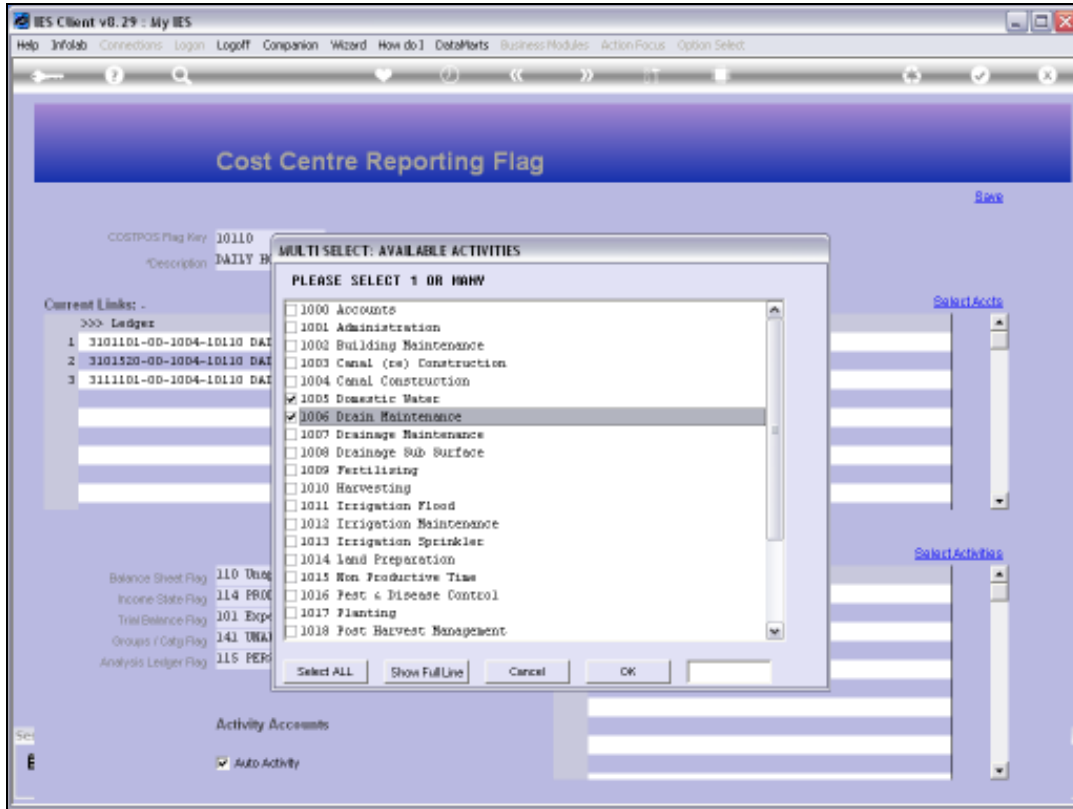 IES Client v8.29 : My IES
Help Infolab Connections Logon Logoff Companion Wizard How do I DataMarts Business Modules Action Focus Option Select
Cost Centre Reporting Flag
Save
COSTPOS Flag Key 10110
*Description DAILY
MULTI SELECT: AVAILABLE ACTIVITIES
PLEASE SELECT 1 OR MANY
1000 Accounts
1001 Administration
1002 Building Maintenance
1003 Canal (re) Construction
1004 Canal Construction
1005 Domestic Water
1006 Drain Maintenance
1007 Drainage Maintenance
1008 Drainage Sub Surface
1009 Fertilizing
1010 Harvesting
1011 Irrigation Flood
1012 Irrigation Maintenance
1013 Irrigation Sprinkler
1014 Land Preparation
1015 Non Productive Time
1016 Pest & Disease Control
1017 Planting
1018 Post Harvest Management
Select ALL Show Full Line Cancel OK
Current Links: -
Select Accts
>>> Ledger
1 3101101-00-1004-10110 DAI
2 3101520-00-1004-10110 DAI
3 3111101-00-1004-10110 DAI
Select Activities
Balance Sheet Flag 110
Income State Flag 114
Trial Balance Flag 101
Groups / Catg Flag 141
Analysis Ledger Flag 115
Activity Accounts
Auto Activity